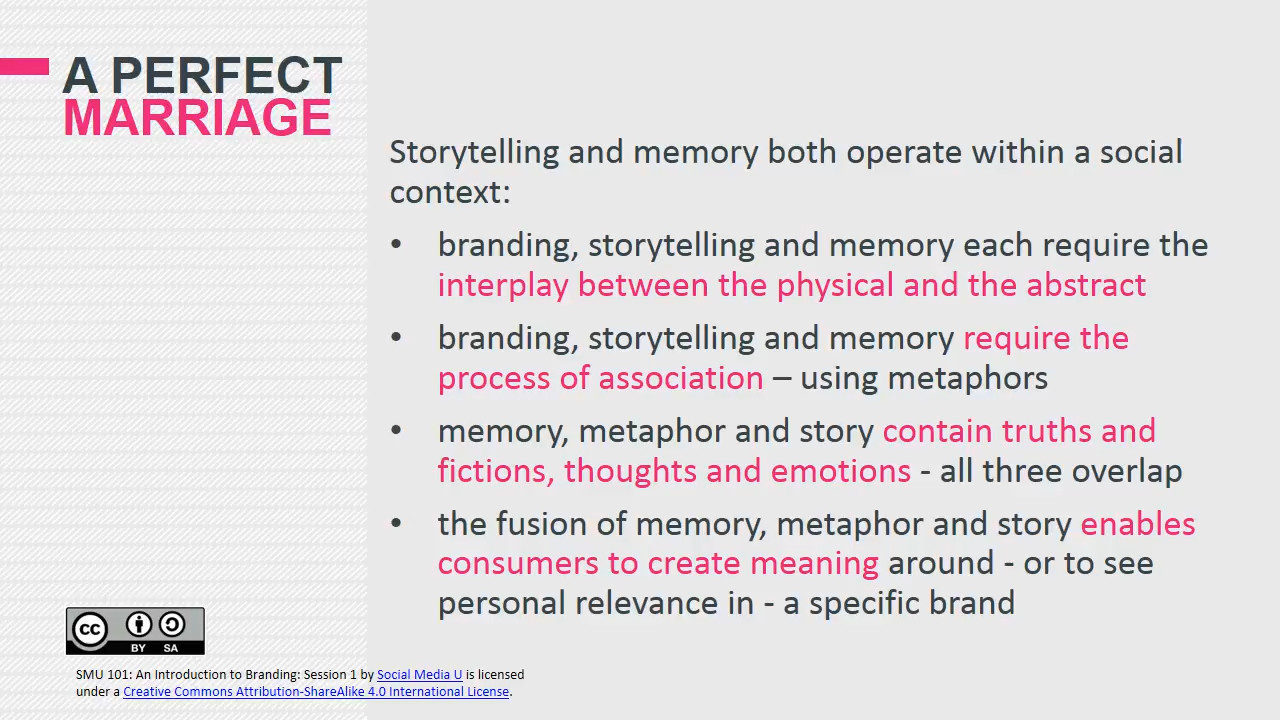 A PERFECT
MARRIAGE
Storytelling and memory both operate within a social
context:
• branding, storytelling and memory each require the
interplay between the physical and the abstract
• branding, storytelling and memory require the
process of association – using metaphors
• memory, metaphor and story contain truths and
fictions, thoughts and emotions - all three overlap
• the fusion of memory, metaphor and story enables
consumers to create meaning around - or to see
personal relevance in - a specific brand
cc
BY SA
SMU 101: An Introduction to Branding: Session 1 by Social Media U is licensed
under a Creative Commons Attribution-ShareAlike 4.0 International License.